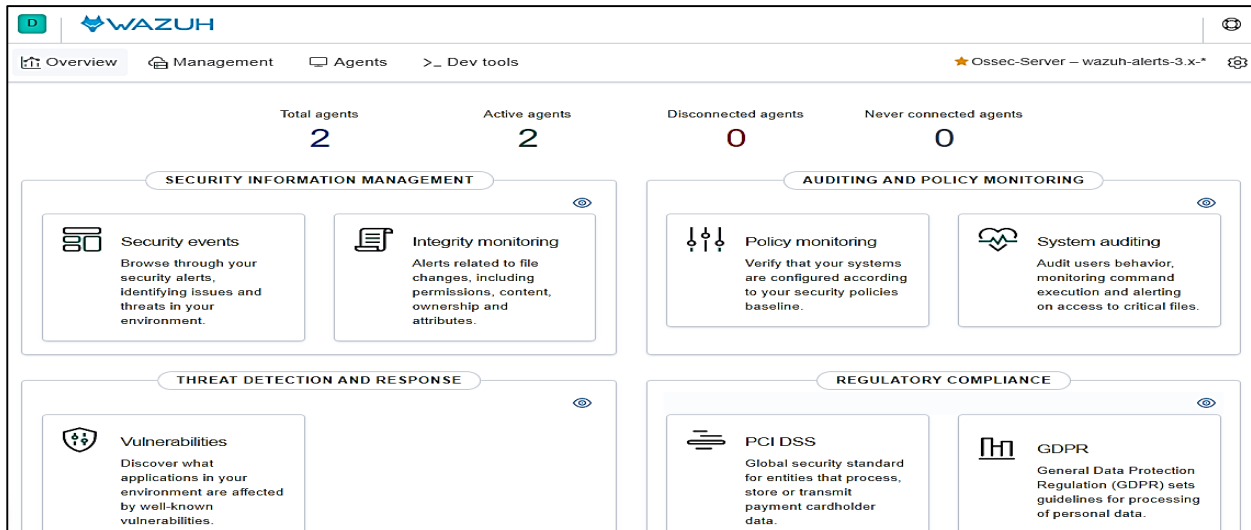 D
WAZUH
Overview
Management
Agents
>_ Dev tools
Ossec-Server – wazuh-alerts-3.x-*
Total agents
2
Active agents
2
Disconnected agents
0
Never connected agents
0
SECURITY INFORMATION MANAGEMENT
Security events
Browse through your
security alerts,
identifying issues and
threats in your
environment.
Integrity monitoring
Alerts related to file
changes, including
permissions, content,
ownership and
attributes.
AUDITING AND POLICY MONITORING
Policy monitoring
Verify that your systems
are configured according
to your security policies
baseline.
System auditing
Audit users behavior,
monitoring command
execution and alerting
on access to critical files.
THREAT DETECTION AND RESPONSE
Vulnerabilities
Discover what
applications in your
environment are affected
by well-known
vulnerabilities.
REGULATORY COMPLIANCE
PCI DSS
Global security standard
for entities that process,
store or transmit
payment cardholder
data.
GDPR
General Data Protection
Regulation (GDPR) sets
guidelines for processing
of personal data.